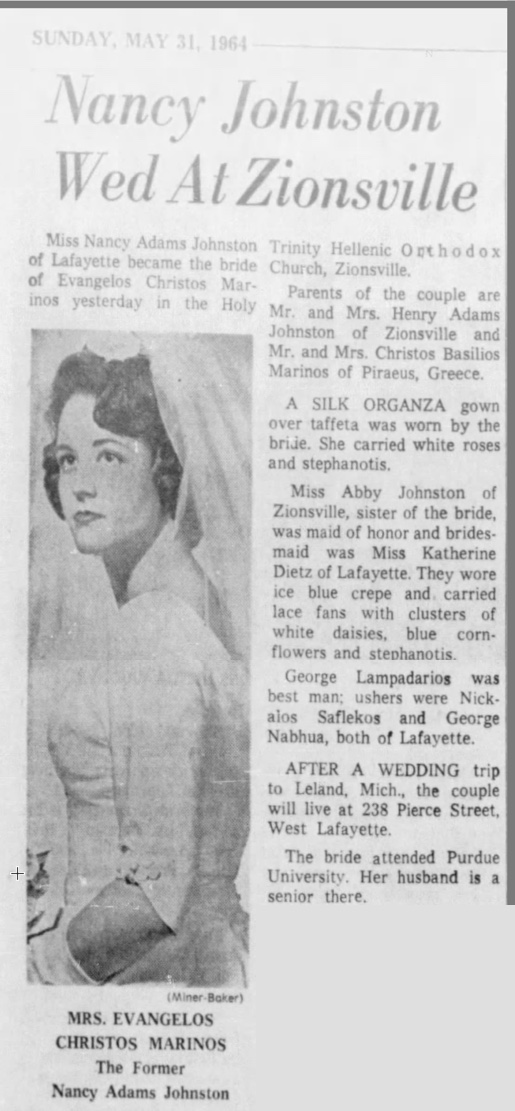 SUNDAY, MAY 31, 1964
Nancy Johnston
Wed At Zionsville
Miss Nancy Adams Johnston
of Lafayette became the bride
of Evangelos Christos Mar-
inos yesterday in the Holy
Trinity Hellenic Orthodox
Church, Zionsville.
Parents of the couple are
Mr. and Mrs. Henry Adams
Johnston of Zionsville and
Mr. and Mrs. Christos Basilios
Marinos of Piraeus, Greece.
A SILK ORGANZA gown
over taffeta was worn by the
bride. She carried white roses
and stephanotis.
Miss Abby Johnston of
Zionsville, sister of the bride,
was maid of honor and brides-
maid was Miss Katherine
Dietz of Lafayette. They wore
ice blue crepe and carried
lace fans with clusters of
white daisies, blue corn-
flowers and stephanotis.
George Lampadarios was
best man; ushers were Nick-
alos Saflekos and George
Nabhua, both of Lafayette.
AFTER A WEDDING trip
to Leland, Mich., the couple
will live at 238 Pierce Street,
West Lafayette.
The bride attended Purdue
University. Her husband is a
senior there.
(Miner-Baker)
MRS. EVANGELOS
CHRISTOS MARINOS
The Former
Nancy Adams Johnston